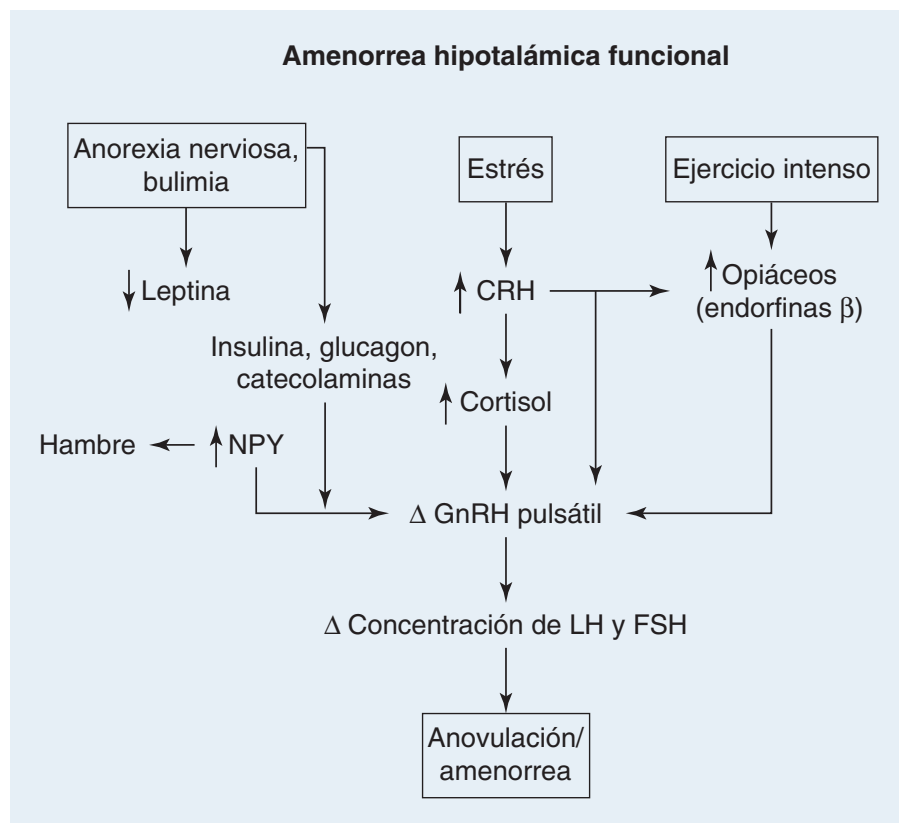 Amenorrea hipotalámica funcional
Anorexia nerviosa,
bulimia
Estrés
Ejercicio intenso
↓ Leptina
↑ CRH
↑ Opiáceos
(endorfinas β)
Insulina, glucagon,
catecolaminas
↑ Cortisol
Hambre
↑ NPY
Δ GnRH pulsátil
Δ Concentración de LH y FSH
Anovulación/
amenorrea